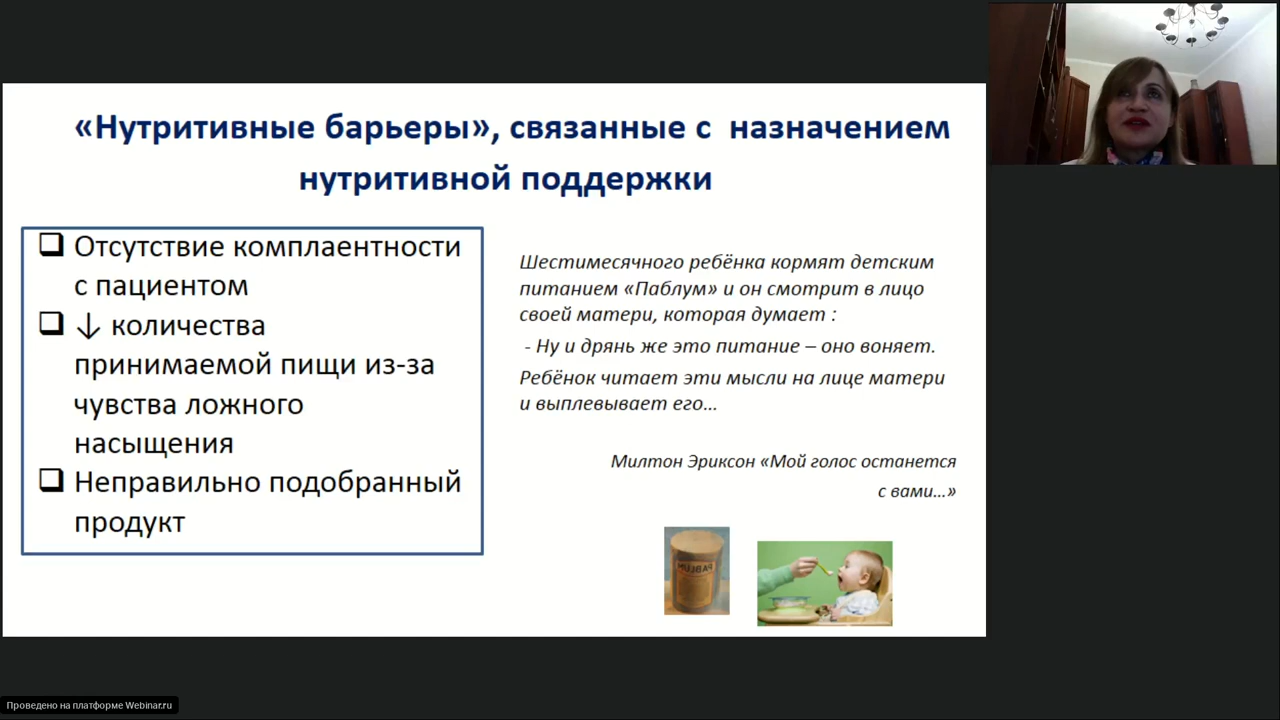 «Нутритивные барьеры», связанные с назначением
нутритивной поддержки
❑ Отсутствие комплаентности
с пациентом
❑ ↓ количества
принимаемой пищи из-за
чувства ложного
насыщения
❑ Неправильно подобранный
продукт
Шестимесячного ребёнка кормят детским
питанием «Паблум» и он смотрит в лицо
своей матери, которая думает :
- Ну и дрянь же это питание – оно воняет.
Ребёнок читает эти мысли на лице матери
и выплевывает его…
Милтон Эриксон «Мой голос останется
с вами…»
PABLUM
Проведено на платформе Webinar.ru